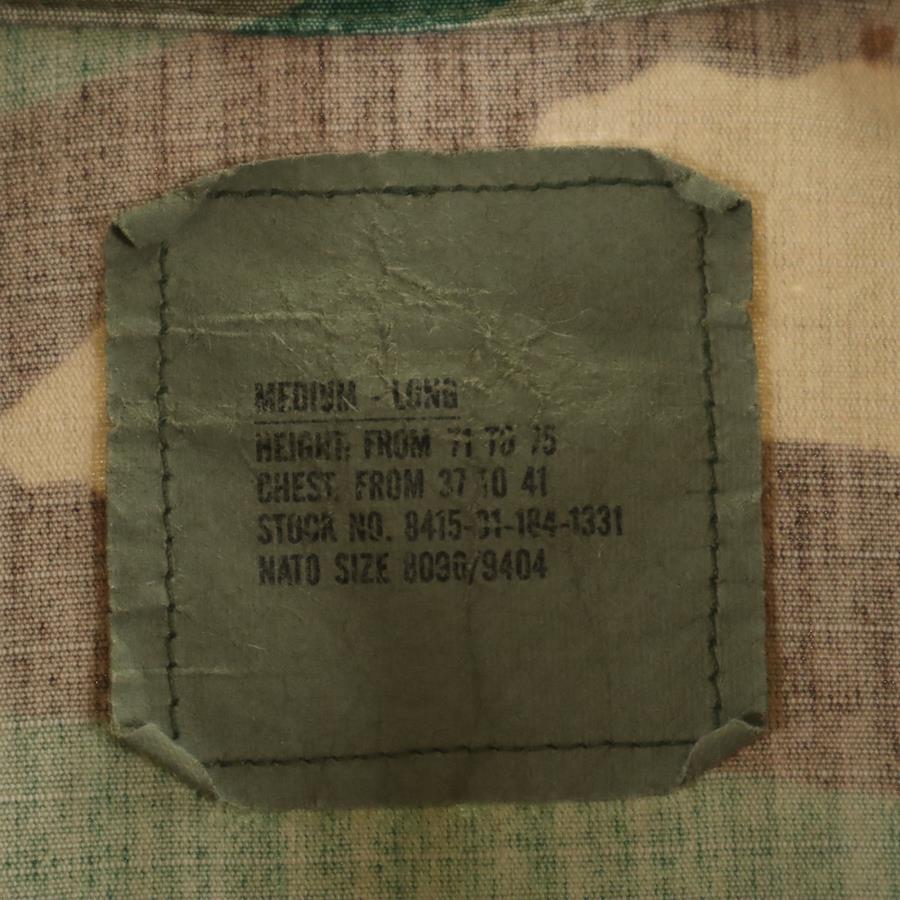 MEDIUM - LONG
HEIGHT: FROM 71 TO 75
CHEST: FROM 37 TO 41
STOCK NO. 8415-01-184-1331
NATO SIZE 8090/9404